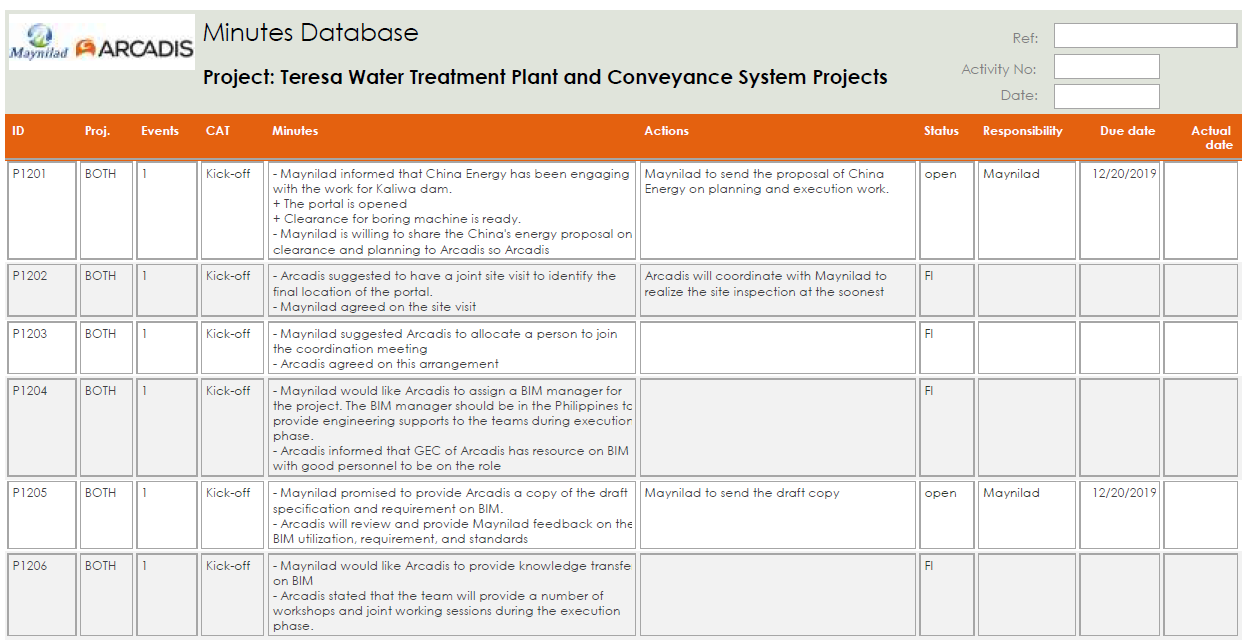 Maynilad ARCADIS
Minutes Database
Project: Teresa Water Treatment Plant and Conveyance System Projects
Ref:
Activity No:
Date:
ID Proj. Events CAT Minutes Actions Status Responsibility Due date Actual date
P1201 BOTH 1 Kick-off
- Maynilad informed that China Energy has been engaging
with the work for Kaliwa dam.
+ The portal is opened
+ Clearance for boring machine is ready.
- Maynilad is willing to share the China's energy proposal on
clearance and planning to Arcadis so Arcadis
Maynilad to send the proposal of China
Energy on planning and execution work.
open Maynilad 12/20/2019
P1202 BOTH 1 Kick-off
- Arcadis suggested to have a joint site visit to identify the
final location of the portal.
- Maynilad agreed on the site visit
Arcadis will coordinate with Maynilad to
realize the site inspection at the soonest
FI
P1203 BOTH 1 Kick-off
- Maynilad suggested Arcadis to allocate a person to join
the coordination meeting
- Arcadis agreed on this arrangement
FI
P1204 BOTH 1 Kick-off
- Maynilad would like Arcadis to assign a BIM manager for
the project. The BIM manager should be in the Philippines to
provide engineering supports to the teams during execution
phase.
- Arcadis informed that GEC of Arcadis has resource on BIM
with good personnel to be on the role
FI
P1205 BOTH 1 Kick-off
- Maynilad promised to provide Arcadis a copy of the draft
specification and requirement on BIM.
- Arcadis will review and provide Maynilad feedback on the
BIM utilization, requirement, and standards
Maynilad to send the draft copy
open Maynilad 12/20/2019
P1206 BOTH 1 Kick-off
- Maynilad would like Arcadis to provide knowledge transfe
on BIM
- Arcadis stated that the team will provide a number of
workshops and joint working sessions during the execution
phase.
FI